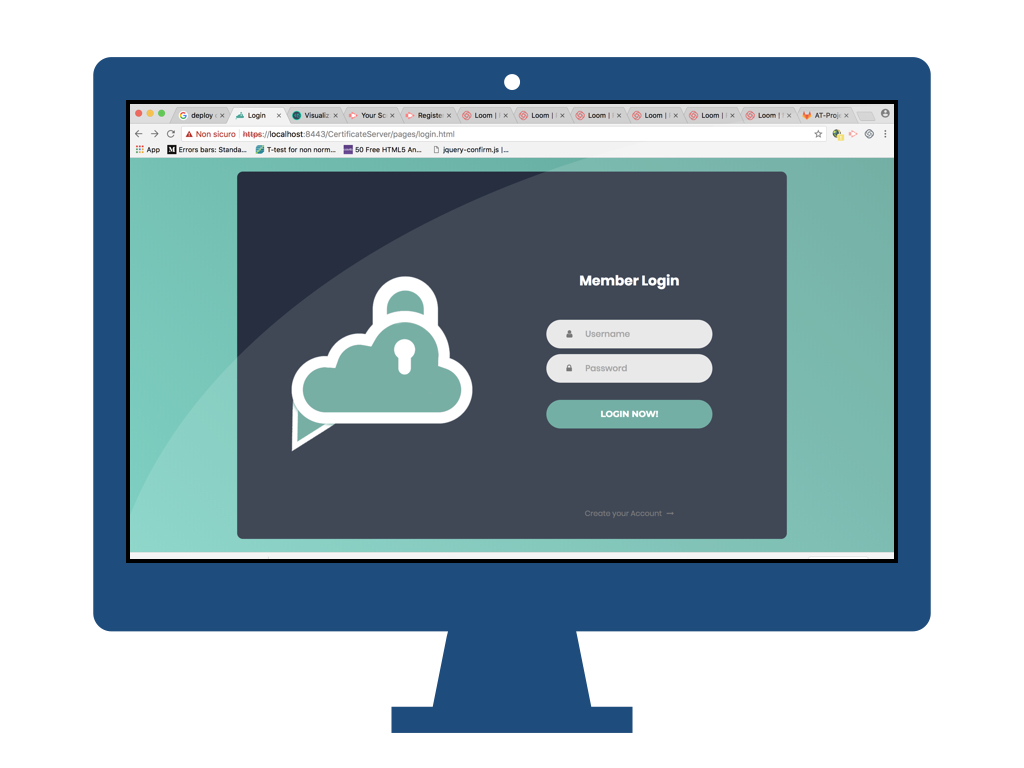 deploy Login Visualiz Your Sc Register Loom | Loom | Loom | Loom | Loom | Loom | AT-Proj
Non sicuro https://localhost:8443/CertificateServer/pages/login.html
App M Errors bars: Standa... T-test for non norm... 50 Free HTML5 An... jquery-confirm.js |...
Member Login
Username
Password
LOGIN NOW!
Create your Account